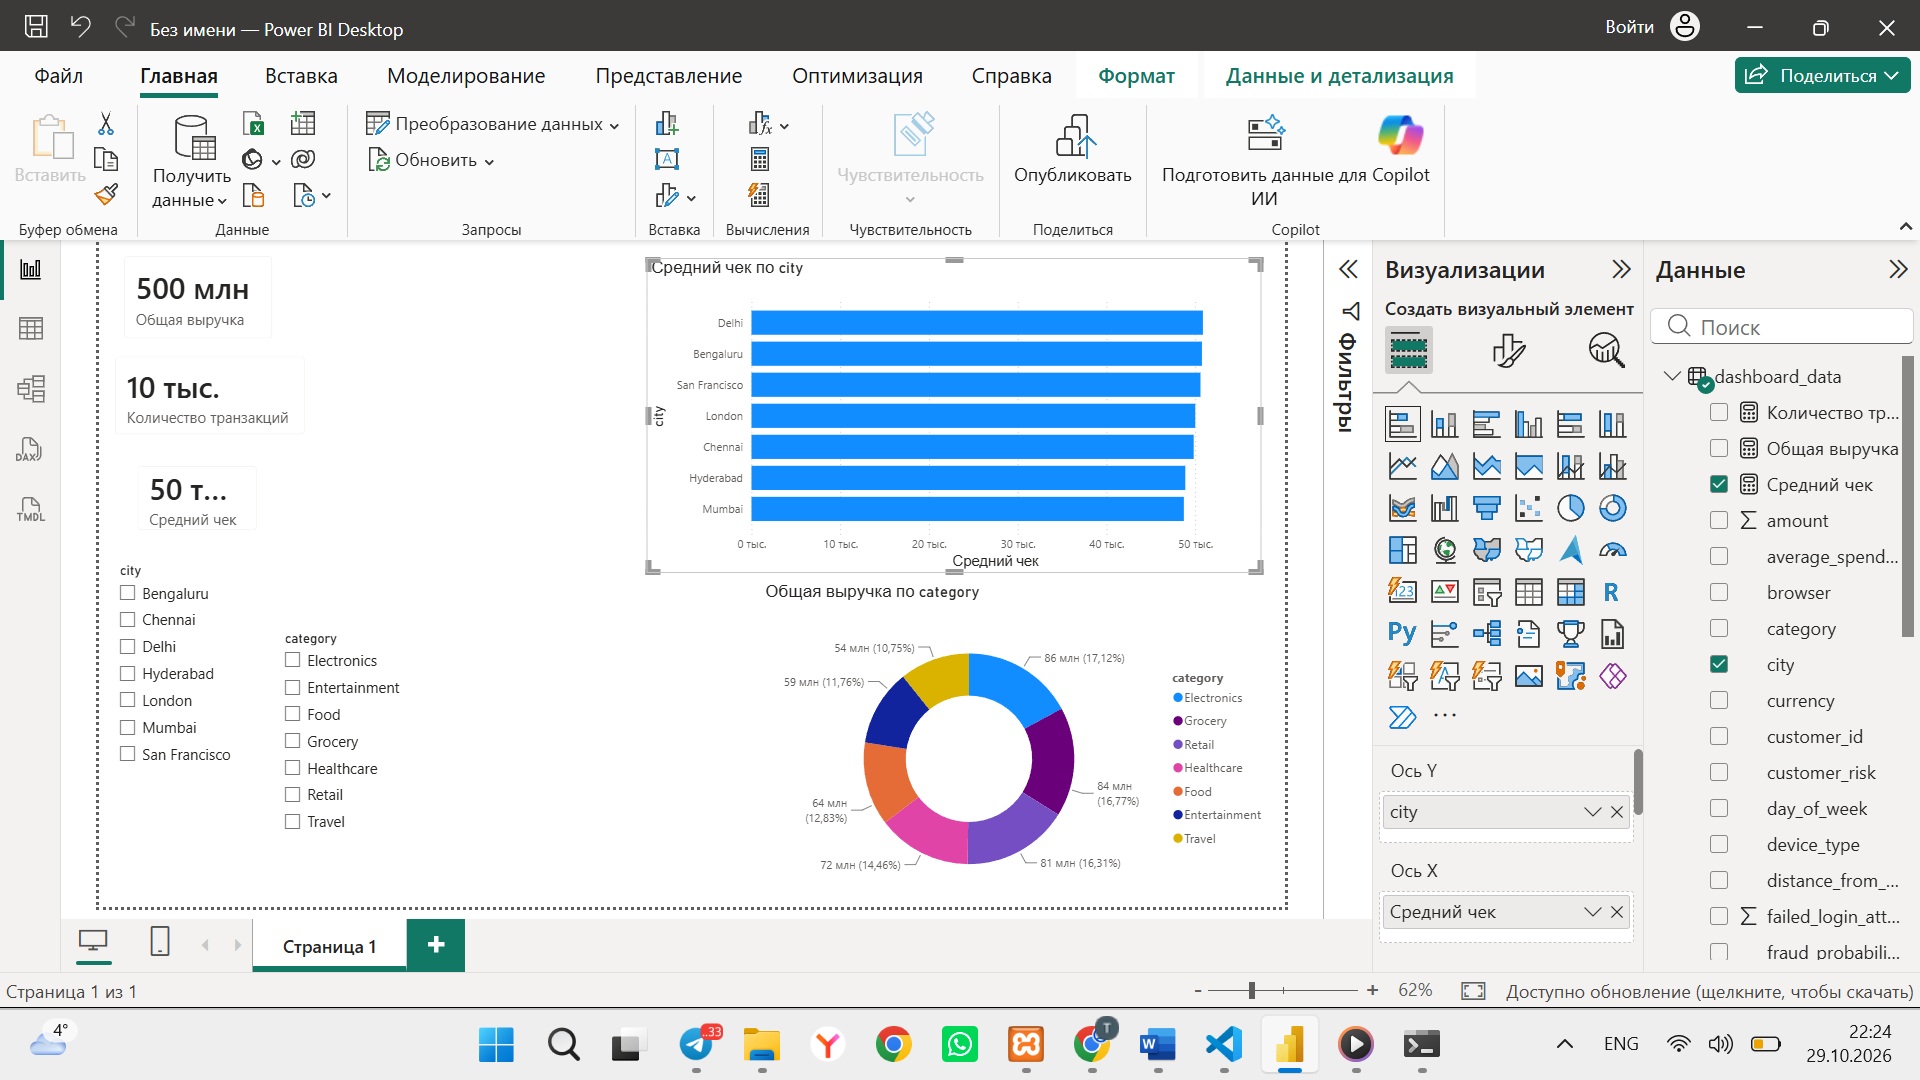 Без имени — Power BI Desktop
Войти
Файл
Главная
Вставка
Моделирование
Представление
Оптимизация
Справка
Формат
Данные и детализация
Поделиться
Вставить
Буфер обмена
Получить
данные
Данные
Преобразование данных
Обновить
Запросы
Вставка
Вычисления
Чувствительность
Чувствительность
Опубликовать
Поделиться
Подготовить данные для
ИИ
Copilot
Copilot
DAX
TMDL
500 млн
Общая выручка
10 тыс.
Количество транзакций
50 т...
Средний чек
city
Bengaluru
Chennai
Delhi
Hyderabad
London
Mumbai
San Francisco
category
Electronics
Entertainment
Food
Grocery
Healthcare
Retail
Travel
Средний чек по city
city
Delhi
Bengaluru
San Francisco
London
Chennai
Hyderabad
Mumbai
0 тыс.
10 тыс.
20 тыс.
30 тыс.
40 тыс.
50 тыс.
Средний чек
Общая выручка по category
54 млн (10,75%)
86 млн (17,12%)
59 млн (11,76%)
84 млн
(16,77%)
64 млн
(12,83%)
72 млн (14,46%)
81 млн (16,31%)
category
Electronics
Grocery
Retail
Healthcare
Food
Entertainment
Travel
Фильтры
Визуализации
Создать визуальный элемент
123
R
Py
Ось Y
city
Ось X
Средний чек
Данные
Поиск
dashboard_data
Количество тр...
Общая выручка
Средний чек
amount
average_spend...
browser
category
city
currency
customer_id
customer_risk
day_of_week
device_type
distance_from_...
failed_login_att...
fraud_probabili...
Страница 1
Страница 1 из 1
62%
Доступно обновление (щелкните, чтобы скачать)
4°
33
T
ENG
22:24
29.10.2026